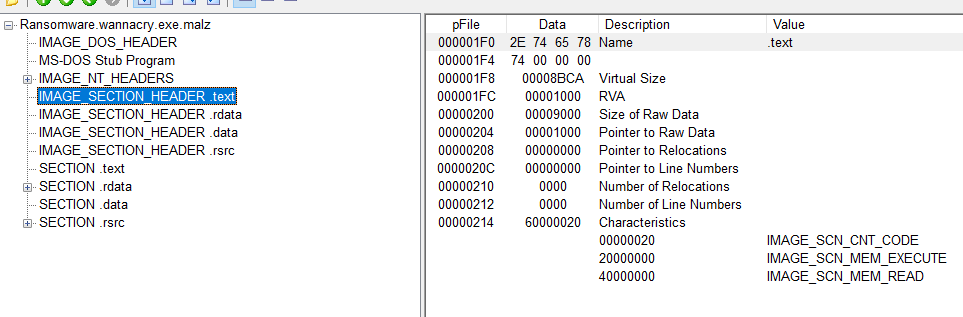 Ransomware.wannacry.exe.malz
IMAGE_DOS_HEADER
MS-DOS Stub Program
IMAGE_NT_HEADERS
IMAGE_SECTION_HEADER .text
IMAGE_SECTION_HEADER .rdata
IMAGE_SECTION_HEADER .data
IMAGE_SECTION_HEADER .rsrc
SECTION .text
SECTION .rdata
SECTION .data
SECTION .rsrc
pFile Data Description Value
000001F0 2E 74 65 78 Name .text
000001F4 74 00 00 00
000001F8 00008BCA Virtual Size
000001FC 00001000 RVA
00000200 00009000 Size of Raw Data
00000204 00001000 Pointer to Raw Data
00000208 00000000 Pointer to Relocations
0000020C 00000000 Pointer to Line Numbers
00000210 0000 Number of Relocations
00000212 0000 Number of Line Numbers
00000214 60000020 Characteristics
00000020 IMAGE_SCN_CNT_CODE
20000000 IMAGE_SCN_MEM_EXECUTE
40000000 IMAGE_SCN_MEM_READ